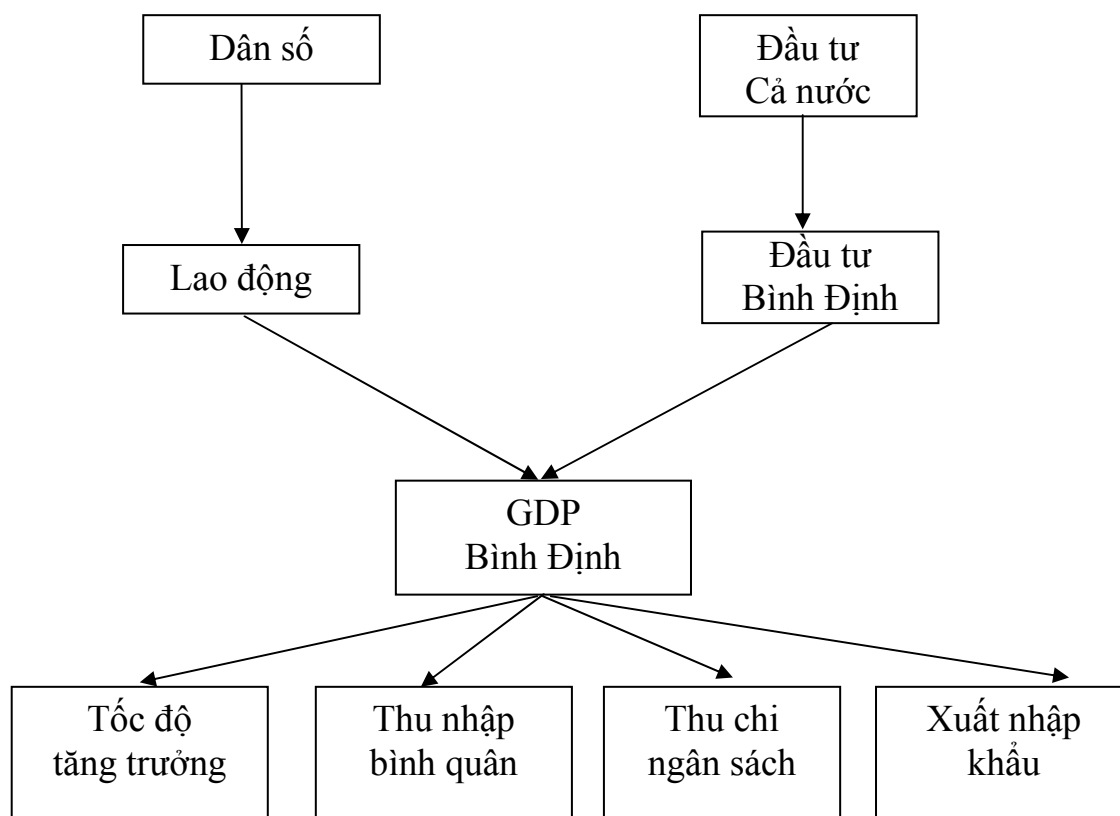 Dân số
Đầu tư
Cả nước
Lao động
Đầu tư
Bình Định
GDP
Bình Định
Tốc độ
tăng trưởng
Thu nhập
bình quân
Thu chi
ngân sách
Xuất nhập
khẩu